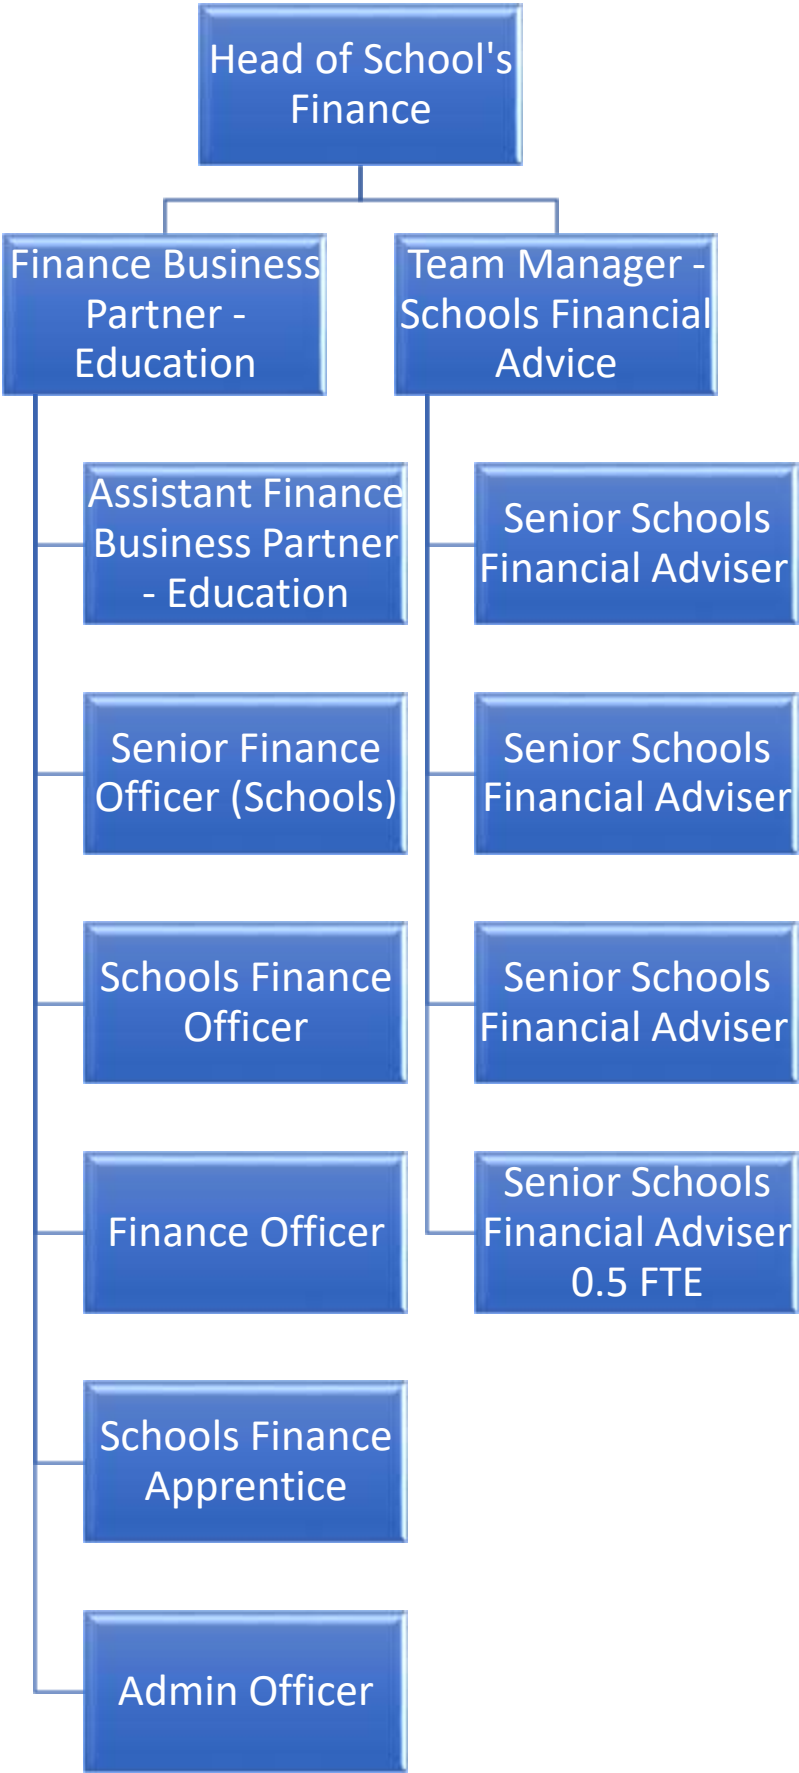 Head of School's
Finance
Finance Business
Partner -
Education
Team Manager -
Schools Financial
Advice
Assistant Finance
Business Partner
- Education
Senior Finance
Officer (Schools)
Schools Finance
Officer
Finance Officer
Schools Finance
Apprentice
Admin Officer
Senior Schools
Financial Adviser
Senior Schools
Financial Adviser
Senior Schools
Financial Adviser
Senior Schools
Financial Adviser
0.5 FTE